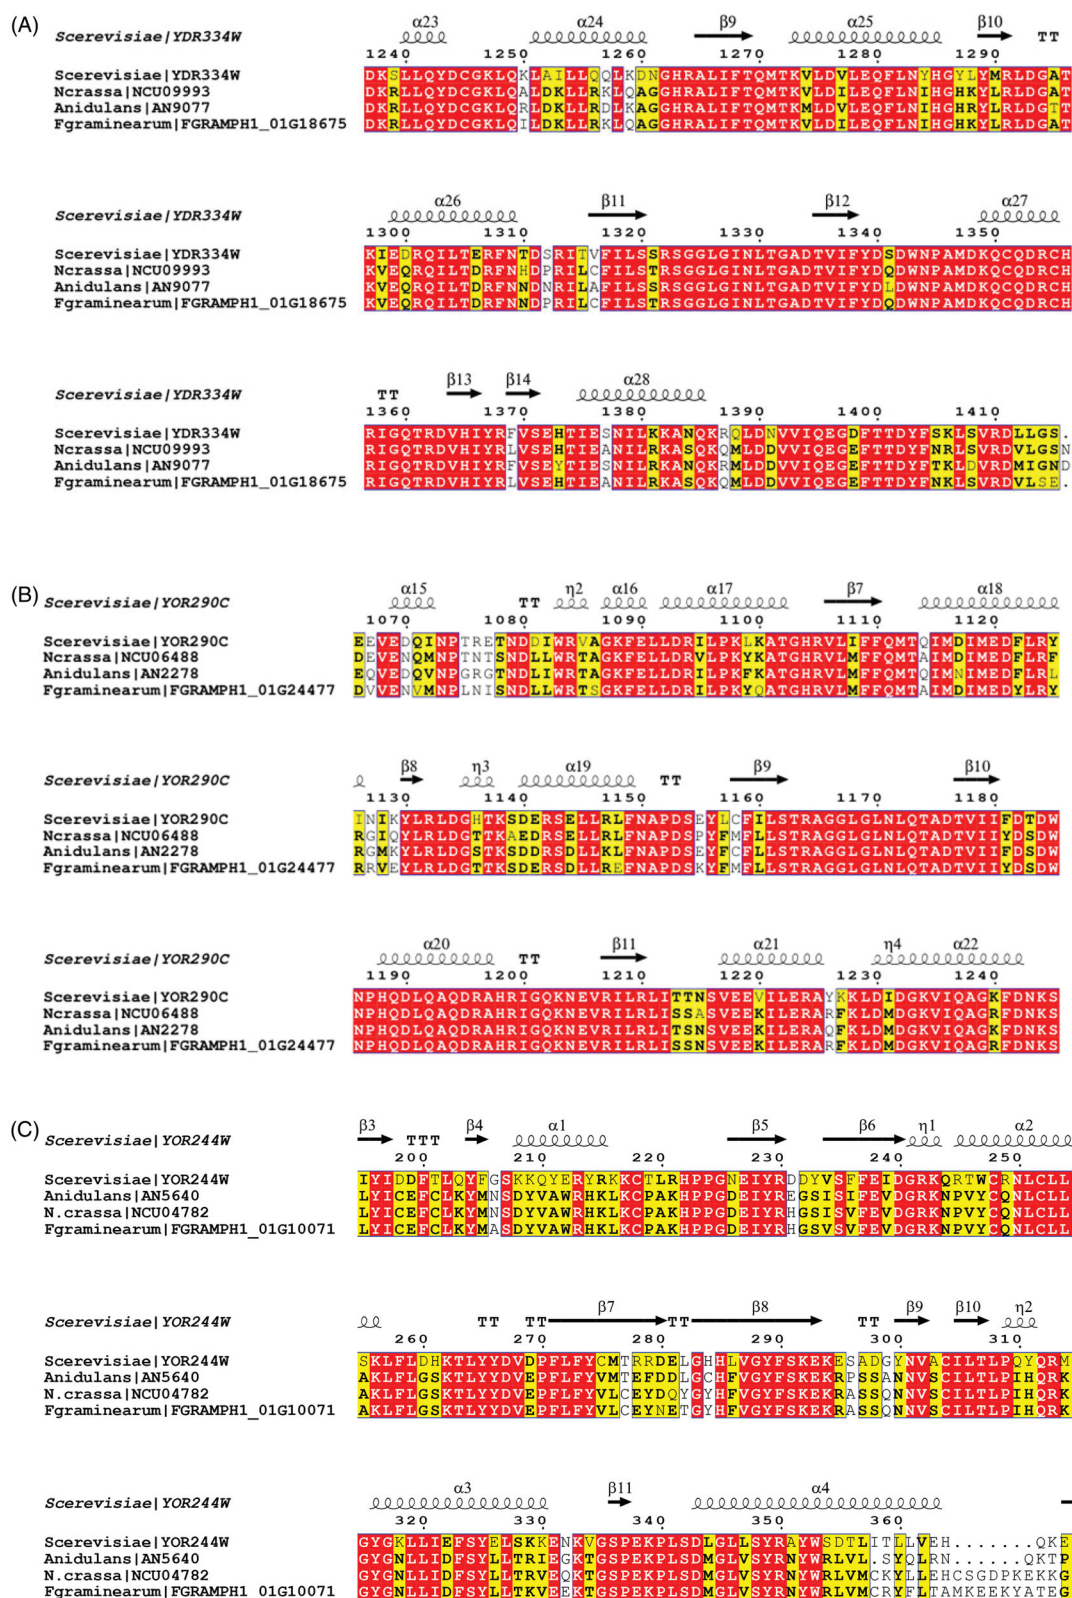 (A)
α23 α24 β9 α25 β10
Scerevisiae|YDR334W TT
1240 1250 1260 1270 1280 1290
Scerevisiae|YDR334W DKSLLQYDCGKLQKLAILLQQLKDNGHRALIFTQMTKVLDVLEQFLNYHGYLYMRLDGAT
Ncrassa|NCU09993 DKRLLQYDCGKLQALDKLLRKLQAGGHRALIFTQMTKVLDILEQFLNIHGHKYLRLDGAT
Anidulans|AN9077 DKRLLQYDCGKLQRLDKLLRDLKAGGHRALIFTQMTKMLDVLEQFLNIHGHRYLRLDGTT
Fgraminearum|FGRAMPH1_01G18675 DKRLLQYDCGKLQILDKLLRKLQAGGHRALIFTQMTKVLDILEQFLNIHGHKYLRLDGAT
α26 β11 β12 α27
Scerevisiae|YDR334W
1300 1310 1320 1330 1340 1350
Scerevisiae|YDR334W KIEDRQILTERFNTDSRITVFILSSRSGGLGINLTGADTVIFYDSDWNPAMDKQCQDRCH
Ncrassa|NCU09993 KVEQRQILTDRFNHDPRILCFILSTRSGGLGINLTGADTVIFYDQDWNPAMDKQCQDRCH
Anidulans|AN9077 KVEQRQILTDRFNNDNRILAFILSSRSGGLGINLTGADTVIFYDLDWNPAMDKQCQDRCH
Fgraminearum|FGRAMPH1_01G18675 KVEQRQILTDRFNNDPRILCFILSTRSGGLGINLTGADTVIFYDQDWNPAMDKQCQDRCH
β13 β14 α28
Scerevisiae|YDR334W TT
1360 1370 1380 1390 1400 1410
Scerevisiae|YDR334W RIGQTRDVHIYRFVSEHTIESNILKKANQKRQLDNVVIQEGDFTTDYFSKLSVRDLLGS.
Ncrassa|NCU09993 RIGQTRDVHIYRLVSEHTIEANILRKASQKQMLDDVVIQEGEFTTDYFNKLSVRDVLGSN
Anidulans|AN9077 RIGQTRDVHIYRFVSEYTIESNILRKANQKRMLDDVVIQEGEFTTDYFTKLDVRDMIGND
Fgraminearum|FGRAMPH1_01G18675 RIGQTRDVHIYRLVSEHTIEANILRKASQKQMLDDVVIQEGEFTTDYFNKLSVRDVLSE.
(B)
α15 η2 α16 α17 β7 α18
Scerevisiae|YOR290C TT
1070 1080 1090 1100 1110 1120
Scerevisiae|YOR290C EEVEDQINPTRETNDDIWRVAGKFELLDRILPKLKATGHRVLIFFQMTQIMDIMEDFLRY
Ncrassa|NCU06488 DEVENQMNPTNTSNDLLWRTAGKFELLDRVLPKYKATGHRVLMFFQMTAIMDIMEDFLRF
Anidulans|AN2278 EQVEDQVNPGRGTNDLIWRTAGKFELLDRILPKFKATGHRVLMFFQMTQIMNIMEDFLRL
Fgraminearum|FGRAMPH1_01G24477 DVVENVMNPLNISNDLLWRTSGKFELLDRILPKYQATGHRVLMFFQMTAIMDIMEDYLRY
β8 η3 α19 β9 β10
Scerevisiae|YOR290C TT
1130 1140 1150 1160 1170 1180
Scerevisiae|YOR290C INIKYLRLDGHTKSDERSELLRLFNAPDSEYLCFILSTRAGGLGLNLQTADTVIIFDTDW
Ncrassa|NCU06488 RGIQYLRLDGTTKAEDRSELLRLFNAPDSPYFMFLLSTRAGGLGLNLQTADTVIIYDSDW
Anidulans|AN2278 RGMKYLRLDGSTKSDDRSDLLKLFNAPDSEYFCFLLSTRAGGLGLNLQTADTVIIFDSDW
Fgraminearum|FGRAMPH1_01G24477 RRVEYLRLDGTTKSDERSDLLREFNAPDSKYFMFLLSTRAGGLGLNLQTADTVIIYDSDW
α20 β11 α21 η4 α22
Scerevisiae|YOR290C TT
1190 1200 1210 1220 1230 1240
Scerevisiae|YOR290C NPHQDLQAQDRAHRIGQKNEVRILRLITTNSVEEVILERAYKKLDIDGKVIQAGKFDNKS
Ncrassa|NCU06488 NPHQDLQAQDRAHRIGQKNEVRILRLISSASVEEKILERARFKLDMDGKVIQAGRFDNKS
Anidulans|AN2278 NPHQDLQAQDRAHRIGQKNEVRILRLITSNSVEEKILERAQFKLDMDGKVIQAGKFDNKS
Fgraminearum|FGRAMPH1_01G24477 NPHQDLQAQDRAHRIGQKNEVRILRLISSNSVEEKILERARFKLDMDGKVIQAGRFDNKS
(C)
β3 β4 α1 β5 β6 η1 α2
Scerevisiae|YOR244W TTT
200 210 220 230 240 250
Scerevisiae|YOR244W IYIDDFTLQYFGSKKQYERYRKKCTLRHPPGNEIYRDDYVSFFEIDGRKQRTWCRNLCLL
Anidulans|AN5640 LYICEFCLKYMNSDYVAWRHKLKCPAKHPPGDEIYREGSISIFEVDGRKNPVYCQNLCLL
N.crassa|NCU04782 LYICEFCLKYMNSDYVAWRHKLKCPAKHPPGDEIYRHGSISVFEVDGRKNPVYCQNLCLL
Fgraminearum|FGRAMPH1_01G10071 LYICEFCLKYMASDYVAWRHKLKCPAKHPPGDEIYRHGSVSVFEVDGRKNPVYCQNLCLL
β7 β8 β9 β10 η2
Scerevisiae|YOR244W TT TT TT TT
260 270 280 290 300 310
Scerevisiae|YOR244W SKLFLDHKTLYYDVDPFLFYCMTRRDELGHHLVGYFSKEKESADGYNVACILTLPQYQRM
Anidulans|AN5640 AKLFLGSKTLYYDVEPFLFYVMTEFDDLGCHFVGYFSKEKRPSSANNVSCILTLPIHQRK
N.crassa|NCU04782 AKLFLGSKTLYYDVEPFLFYVLCEYDQYGYHFVGYFSKEKRASSQNNVSCILTLPIHQRK
Fgraminearum|FGRAMPH1_01G10071 AKLFLGSKTLYYDVEPFLFYVLCEYNETGYHFVGYFSKEKRASSQNNVSCILTLPIHQRK
α3 β11 α4
Scerevisiae|YOR244W
320 330 340 350 360
Scerevisiae|YOR244W GYGKLLIEFSYELSKKENKVGSPEKPLSDLGLLSYRAYWSDTLITLLVEH.......QKE
Anidulans|AN5640 GYGNLLIDFSYLLTRIEGKTGSPEKPLSDMGLVSYRNYWRLVL.SYQLRN.......QKTP
N.crassa|NCU04782 GYGNLLIDFSYLLTRVEEKTGSPEKPLSDMGLVSYRNYWRLVMCKYLLEHCSGDPKEKKG
Fgraminearum|FGRAMPH1_01G10071 GYGNLLIDFSYLLTKVEEKTGSPEKPLSDMGLVSYRNYWRLVMCRYFLTAMKEEKYATEG